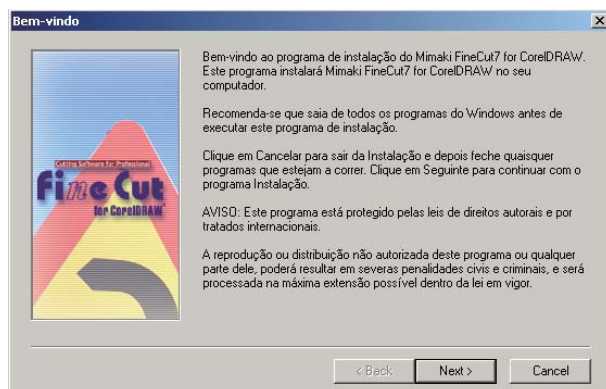 Bem-vindo
Bem-vindo ao programa de instalação do Mimaki FineCut7 for CorelDRAW.
Este programa instalará Mimaki FineCut7 for CorelDRAW no seu
computador.
Recomenda-se que saia de todos os programas do Windows antes de
executar este programa de instalação.
Clique em Cancelar para sair da Instalação e depois feche quaisquer
programas que estejam a correr. Clique em Seguinte para continuar com o
programa Instalação.
AVISO: Este programa está protegido pelas leis de direitos autorais e por
tratados internacionais.
A reprodução ou distribuição não autorizada deste programa ou qualquer
parte dele, poderá resultar em severas penalidades civis e criminais, e será
processada na máxima extensão possível dentro da lei em vigor.
Cutting Software for Professional
Fine Cut
for CorelDRAW
< Back
Next >
Cancel